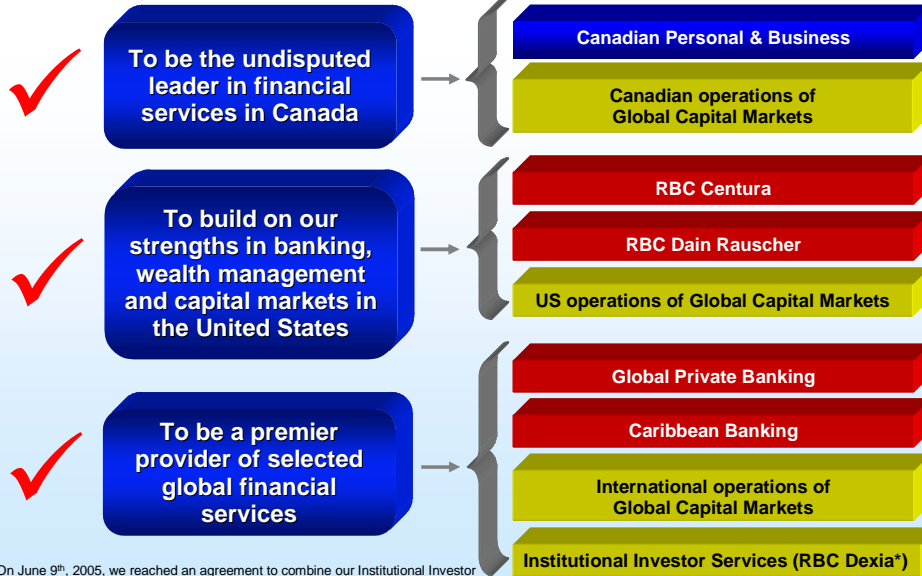 To be the undisputed
leader in financial
services in Canada
Canadian Personal & Business
Canadian operations of
Global Capital Markets
To build on our
strengths in banking,
wealth management
and capital markets in
the United States
RBC Centura
RBC Dain Rauscher
US operations of Global Capital Markets
To be a premier
provider of selected
global financial
services
Global Private Banking
Caribbean Banking
International operations of
Global Capital Markets
Institutional Investor Services (RBC Dexia*)
On June 9th, 2005, we reached an agreement to combine our Institutional Investor